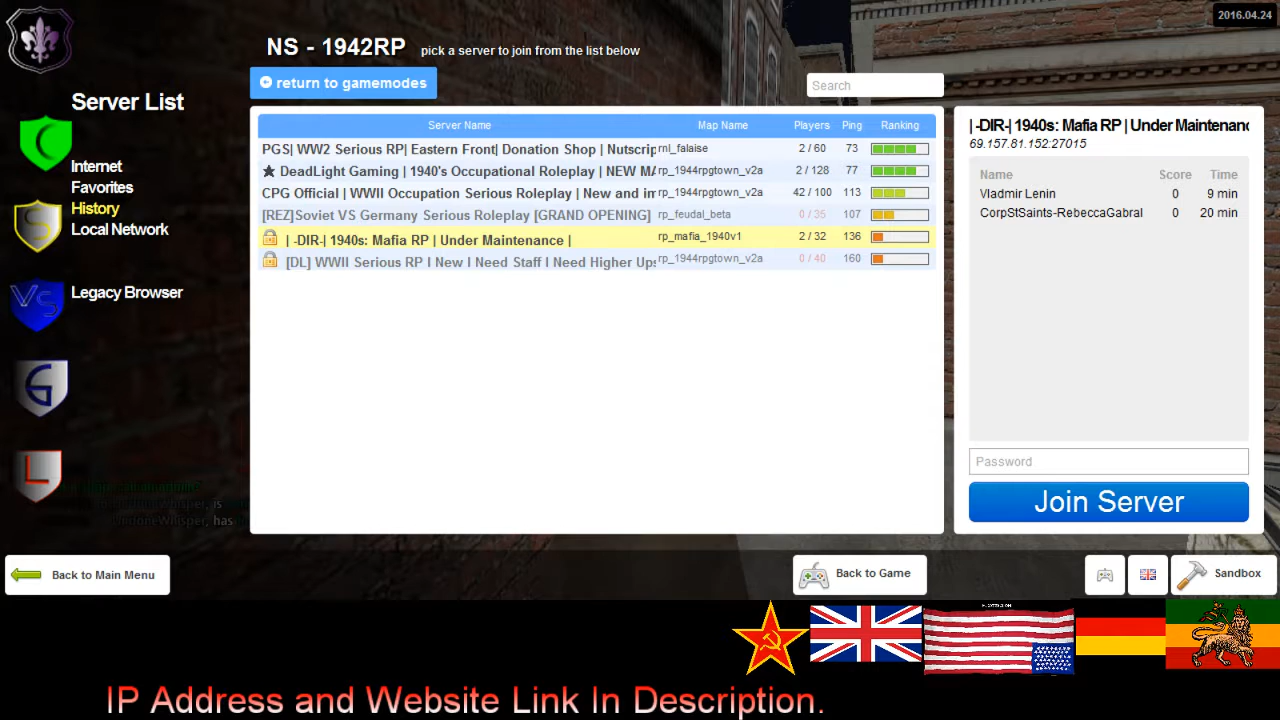 2016.04.24
NS - 1942RP pick a server to join from the list below
return to gamemodes
Search
Server List
Internet
Favorites
History
Local Network
Legacy Browser
VS
G
L
Server Name Map Name Players Ping Ranking
PGS| WW2 Serious RP| Eastern Front| Donation Shop | Nutscrip rnl_falaise 2 / 60 73
DeadLight Gaming | 1940's Occupational Roleplay | NEW MA rp_1944rpgtown_v2a 2 / 128 77
CPG Official | WWII Occupation Serious Roleplay | New and im rp_1944rpgtown_v2a 42 / 100 113
[REZ]Soviet VS Germany Serious Roleplay [GRAND OPENING] rp_feudal_beta 0 / 35 107
| -DIR-| 1940s: Mafia RP | Under Maintenance | rp_mafia_1940v1 2 / 32 136
[DL] WWII Serious RP I New I Need Staff I Need Higher Ups rp_1944rpgtown_v2a 0 / 40 160
| -DIR-| 1940s: Mafia RP | Under Maintenanc
69.157.81.152:27015
Name Score Time
Vladmir Lenin 0 9 min
CorpStSaints-RebeccaGabral 0 20 min
Password
Join Server
Back to Main Menu
Back to Game
Sandbox
IP Address and Website Link In Description.